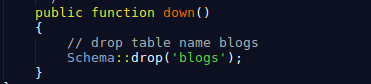 public function down()
{
// drop table name blogs
Schema::drop('blogs');
}